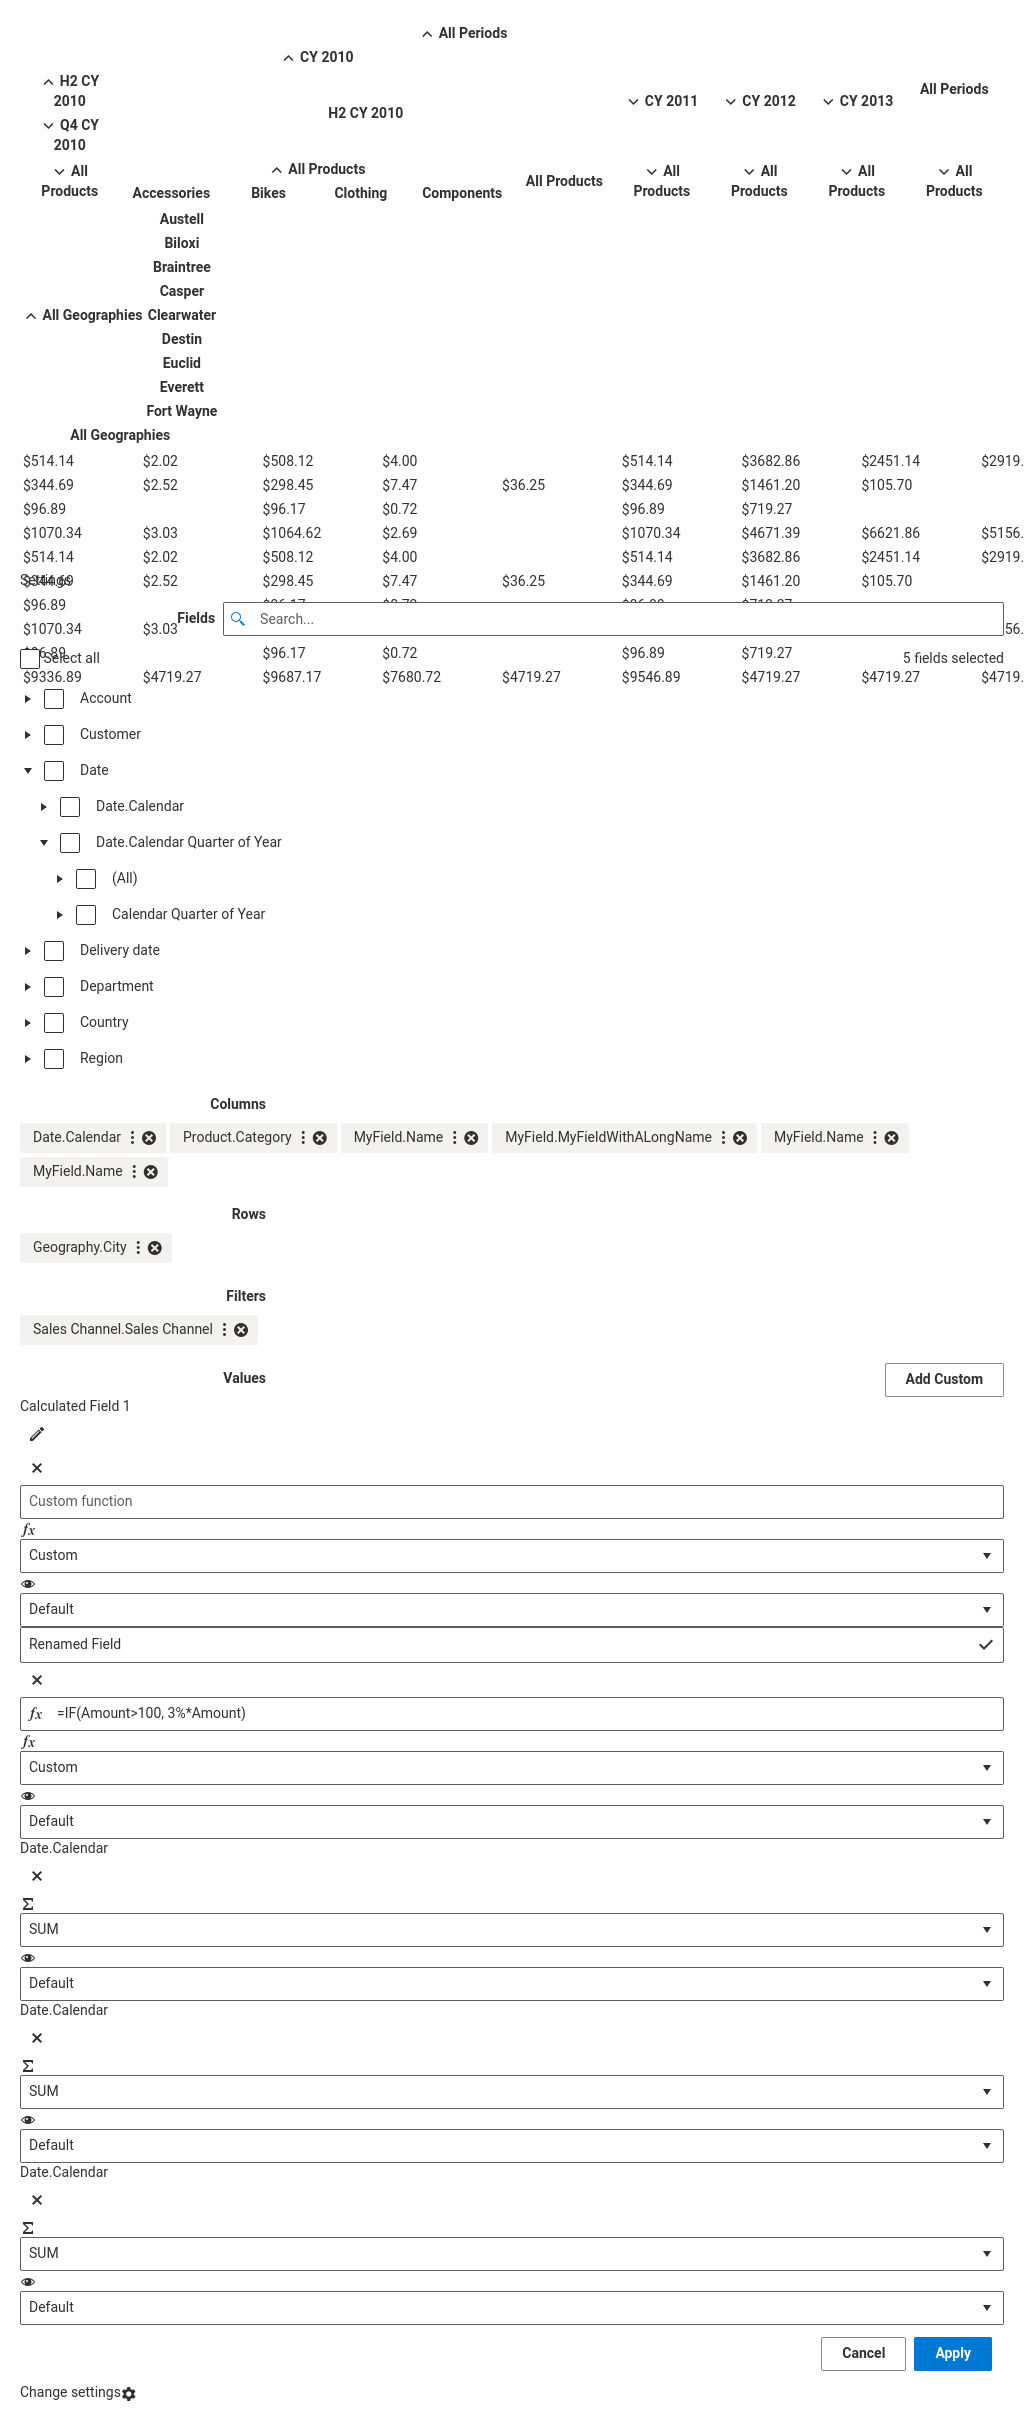 All Periods
CY 2010
H2 CY 2010
Q4 CY 2010
H2 CY 2010
CY 2011 CY 2012 CY 2013 All Periods
All Products
All Products
Accessories Bikes Clothing Components
All Products
All Products All Products All Products All Products
Austell
Biloxi
Braintree
Casper
All Geographies Clearwater
Destin
Euclid
Everett
Fort Wayne
All Geographies
$514.14 $2.02 $508.12 $4.00 $514.14 $3682.86 $2451.14 $2919.
$344.69 $2.52 $298.45 $7.47 $36.25 $344.69 $1461.20 $105.70
$96.89 $96.17 $0.72 $96.89 $719.27
$1070.34 $3.03 $1064.62 $2.69 $1070.34 $4671.39 $6621.86 $5156.
$514.14 $2.02 $508.12 $4.00 $514.14 $3682.86 $2451.14 $2919.
Settings
$344.69 $2.52 $298.45 $7.47 $36.25 $344.69 $1461.20 $105.70
$96.89
Fields Search...
$1070.34 $3.03 56.
$96.17 $0.72 $96.89 $719.27
Select all 5 fields selected
$9336.89 $4719.27 $9687.17 $7680.72 $4719.27 $9546.89 $4719.27 $4719.27 $4719.
Account
Customer
Date
Date.Calendar
Date.Calendar Quarter of Year
(All)
Calendar Quarter of Year
Delivery date
Department
Country
Region
Columns
Date.Calendar Product.Category MyField.Name MyField.MyFieldWithALongName MyField.Name
MyField.Name
Rows
Geography.City
Filters
Sales Channel.Sales Channel
Values Add Custom
Calculated Field 1
Custom function
fx
Custom
Default
Renamed Field
fx =IF(Amount>100, 3%*Amount)
fx
Custom
Default
Date.Calendar
Σ
SUM
Default
Date.Calendar
Σ
SUM
Default
Date.Calendar
Σ
SUM
Default
Cancel Apply
Change settings